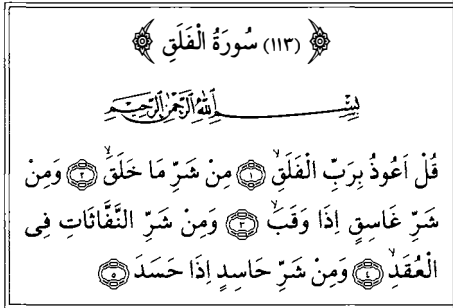 ﴿ (١١٣) سُورَةُ الْفَلَقِ ﴾
بِسْمِ اللّٰهِ الرَّحْمٰنِ الرَّحِيمِ
قُلْ اَعُوذُ بِرَبِّ الْفَلَقِۙ ﴿١﴾ مِنْ شَرِّ مَا خَلَقَۙ ﴿٢﴾ وَمِنْ
شَرِّ غَاسِقٍ اِذَا وَقَبَۙ ﴿٣﴾ وَمِنْ شَرِّ النَّفَّاثَاتِ فِى
الْعُقَدِۙ ﴿٤﴾ وَمِنْ شَرِّ حَاسِدٍ اِذَا حَسَدَ ﴿٥﴾